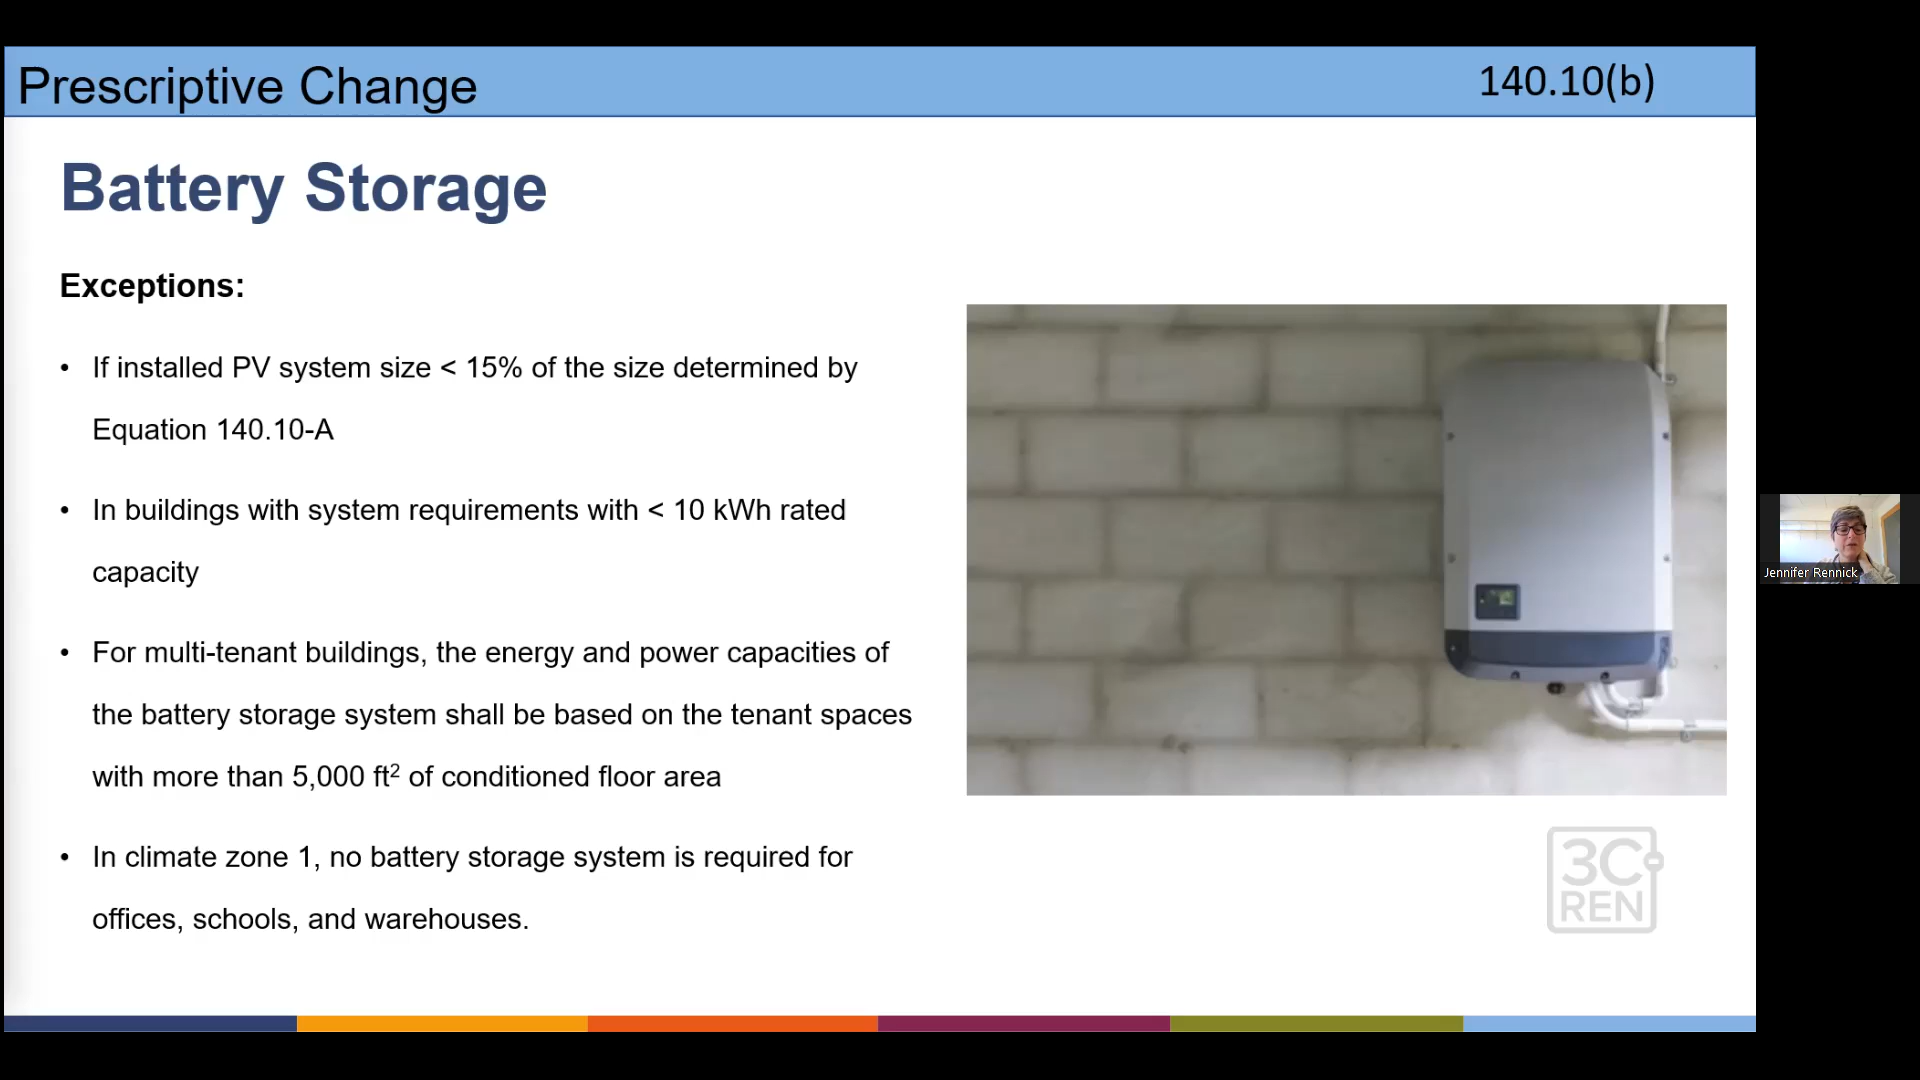 Prescriptive Change
140.10(b)
Battery Storage
Exceptions:
• If installed PV system size < 15% of the size determined by
Equation 140.10-A
• In buildings with system requirements with < 10 kWh rated
capacity
• For multi-tenant buildings, the energy and power capacities of
the battery storage system shall be based on the tenant spaces
with more than 5,000 ft² of conditioned floor area
• In climate zone 1, no battery storage system is required for
offices, schools, and warehouses.
Jennifer Rennick
3C-
REN